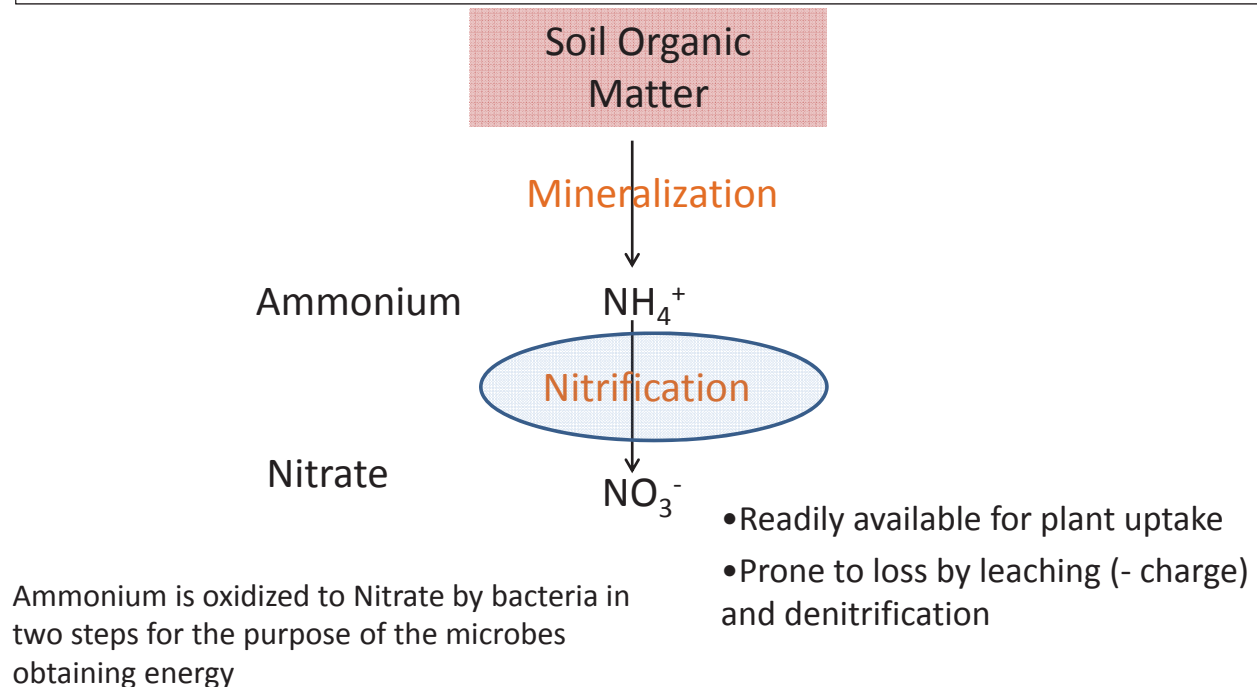 Soil Organic
Matter
Mineralization
Ammonium NH₄⁺
Nitrification
Nitrate NO₃⁻
•Readily available for plant uptake
•Prone to loss by leaching (- charge)
and denitrification
Ammonium is oxidized to Nitrate by bacteria in
two steps for the purpose of the microbes
obtaining energy